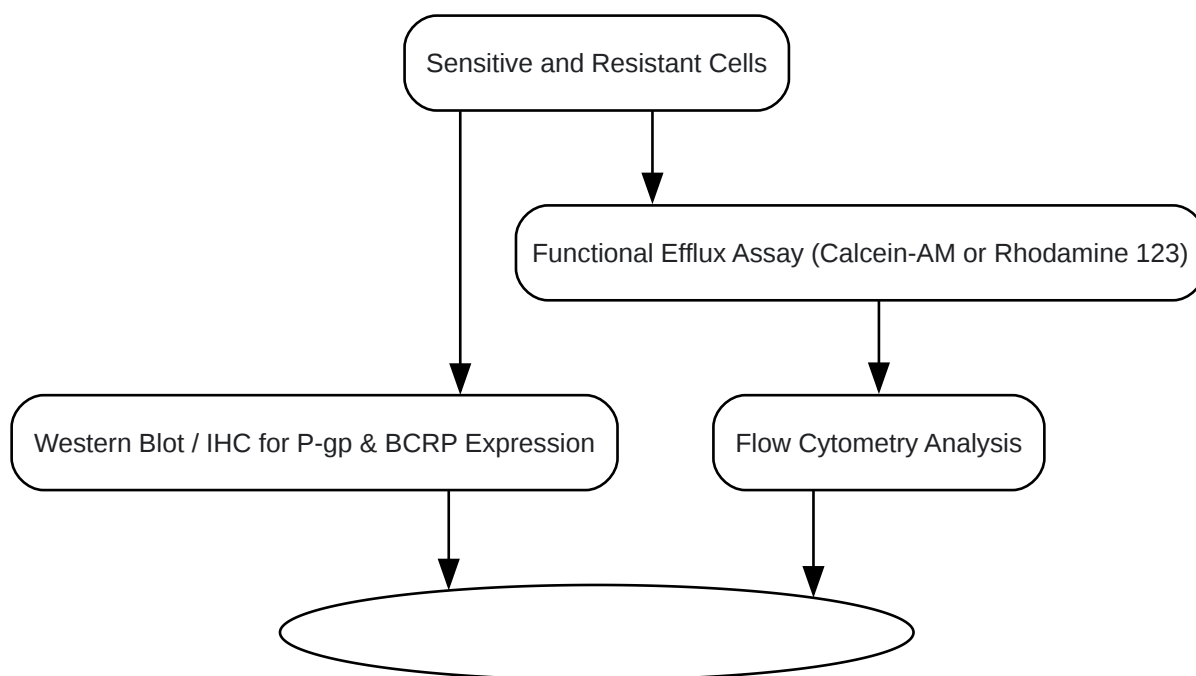 Sensitive and Resistant Cells
Functional Efflux Assay (Calcein-AM or Rhodamine 123)
Western Blot / IHC for P-gp & BCRP Expression
Flow Cytometry Analysis